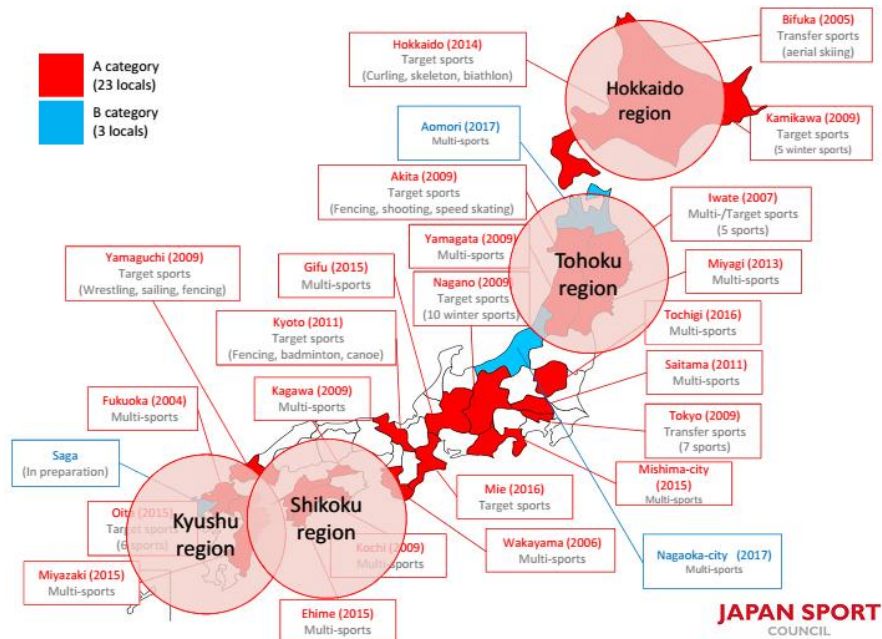 A category
(23 locals)
B category
(3 locals)
Hokkaido (2014)
Target sports
(Curling, skeleton, biathlon)
Bifuka (2005)
Transfer sports
(aerial skiing)
Hokkaido
region
Kamikawa (2009)
Target sports
(5 winter sports)
Aomori (2017)
Multi-sports
Akita (2009)
Target sports
(Fencing, shooting, speed skating)
Iwate (2007)
Multi-/Target sports
(5 sports)
Yamagata (2009)
Multi-sports
Tohoku
region
Miyagi (2013)
Multi-sports
Yamaguchi (2009)
Target sports
(Wrestling, sailing, fencing)
Gifu (2015)
Multi-sports
Nagano (2009)
Target sports
(10 winter sports)
Tochigi (2016)
Multi-sports
Kyoto (2011)
Target sports
(Fencing, badminton, canoe)
Saitama (2011)
Multi-sports
Fukuoka (2004)
Multi-sports
Kagawa (2009)
Multi-sports
Tokyo (2009)
Transfer sports
(7 sports)
Saga
(In preparation)
Mishima-city
(2015)
Multi-sports
Mie (2016)
Target sports
Oita (2015)
Target sports
(6 sports)
Kyushu
region
Shikoku
region
Kochi (2009)
Multi-sports
Wakayama (2006)
Multi-sports
Nagaoka-city (2017)
Multi-sports
Miyazaki (2015)
Multi-sports
Ehime (2015)
Multi-sports
JAPAN SPORT
COUNCIL